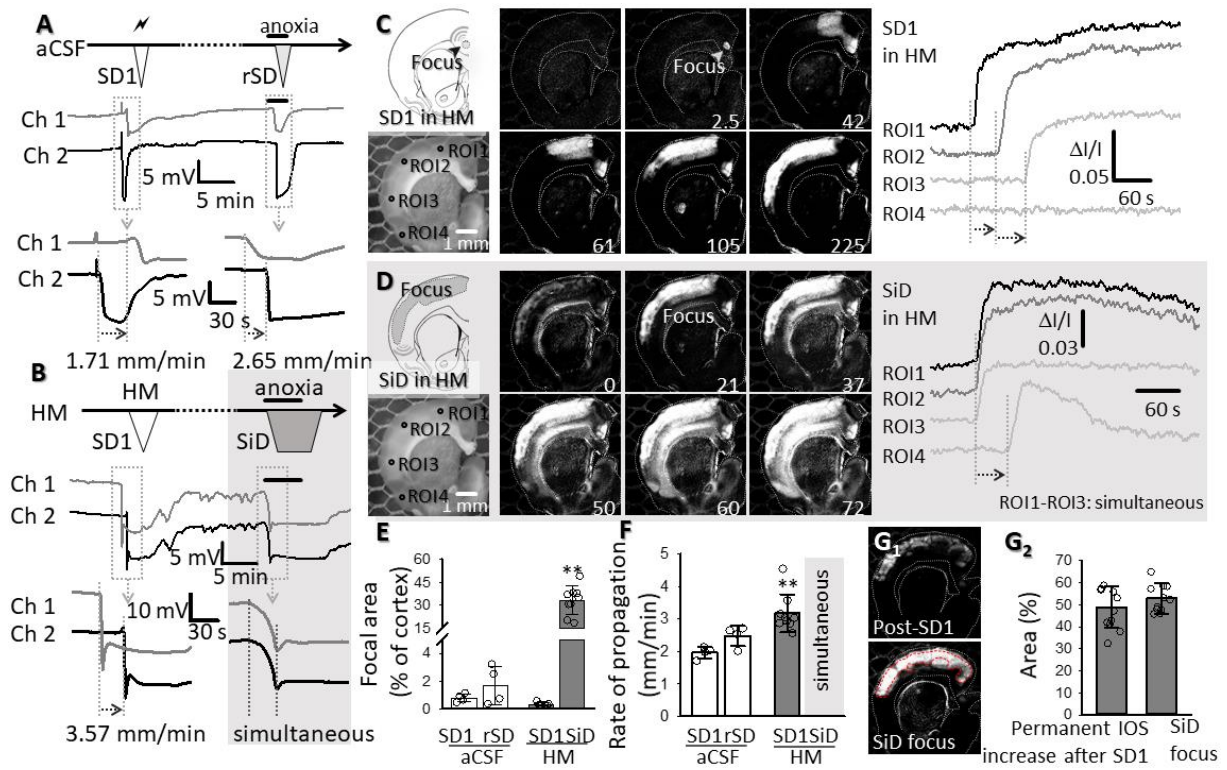 A
anoxia
aCSF
SD1
rSD
Ch 1
Ch 2
5 mV
5 min
Ch 1
Ch 2
5 mV
30 s
1.71 mm/min
2.65 mm/min
B
HM
anoxia
HM
SD1
SiD
Ch 1
Ch 2
5 mV
5 min
Ch 1
Ch 2
10 mV
30 s
3.57 mm/min
simultaneous
C
Focus
SD1 in HM
ROI1
ROI2
ROI3
ROI4
1 mm
Focus
2.5
42
61
105
225
SD1
in HM
ROI1
ROI2
ROI3
ROI4
ΔI/I
0.05
60 s
D
Focus
SiD in HM
ROI1
ROI2
ROI3
ROI4
1 mm
0
Focus
21
37
50
60
72
SiD
in HM
ΔI/I
0.03
ROI1
ROI2
ROI3
ROI4
60 s
ROI1-ROI3: simultaneous
E
Focal area
(% of cortex)
60
45
30
15
4
2
0
**
SD1 rSD
aCSF
SD1SiD
HM
F
Rate of propagation
(mm/min)
5
4
3
2
1
0
**
simultaneous
SD1rSD
aCSF
SD1SiD
HM
G1
Post-SD1
SiD focus
G2
Area (%)
70
60
50
40
30
20
10
0
Permanent IOS
increase after SD1
SiD
focus